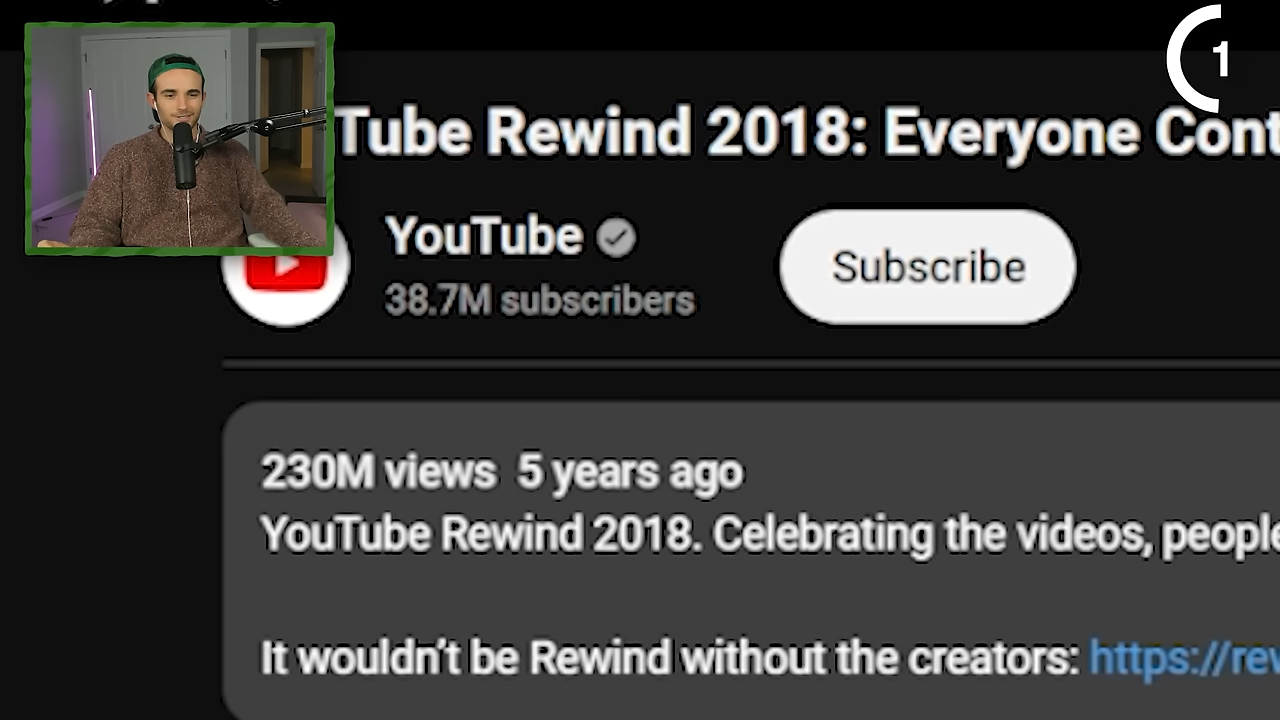 1
Tube Rewind 2018: Everyone Cont
YouTube
38.7M subscribers
Subscribe
230M views 5 years ago
YouTube Rewind 2018. Celebrating the videos, people
It wouldn’t be Rewind without the creators: https://rev